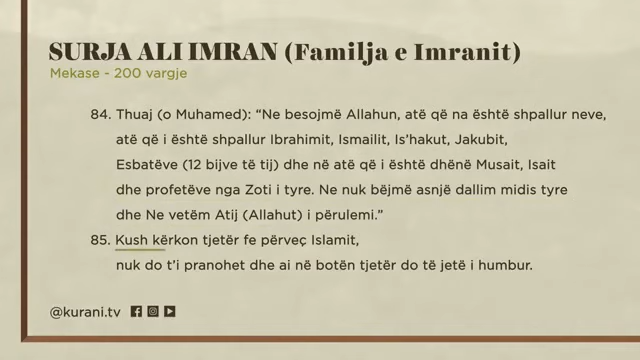 SURJA ALI IMRAN (Familja e Imranit)
Mekase - 200 vargje
84. Thuaj (o Muhamed): “Ne besojmë Allahun, atë që na është shpallur neve,
atë që i është shpallur Ibrahimit, Ismailit, Is’hakut, Jakubit,
Esbatëve (12 bijve të tij) dhe në atë që i është dhënë Musait, Isait
dhe profetëve nga Zoti i tyre. Ne nuk bëjmë asnjë dallim midis tyre
dhe Ne vetëm Atij (Allahut) i përulemi.”
85. Kush kërkon tjetër fe përveç Islamit,
nuk do t’i pranohet dhe ai në botën tjetër do të jetë i humbur.
@kurani.tv